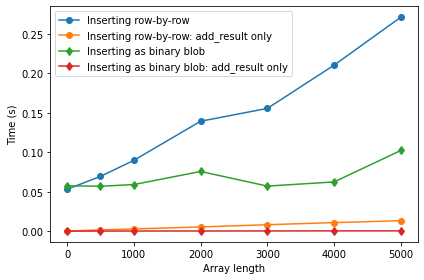 Inserting row-by-row
Inserting row-by-row: add_result only
Inserting as binary blob
Inserting as binary blob: add_result only
Time (s)
0.25
0.20
0.15
0.10
0.05
0.00
0 1000 2000 3000 4000 5000
Array length